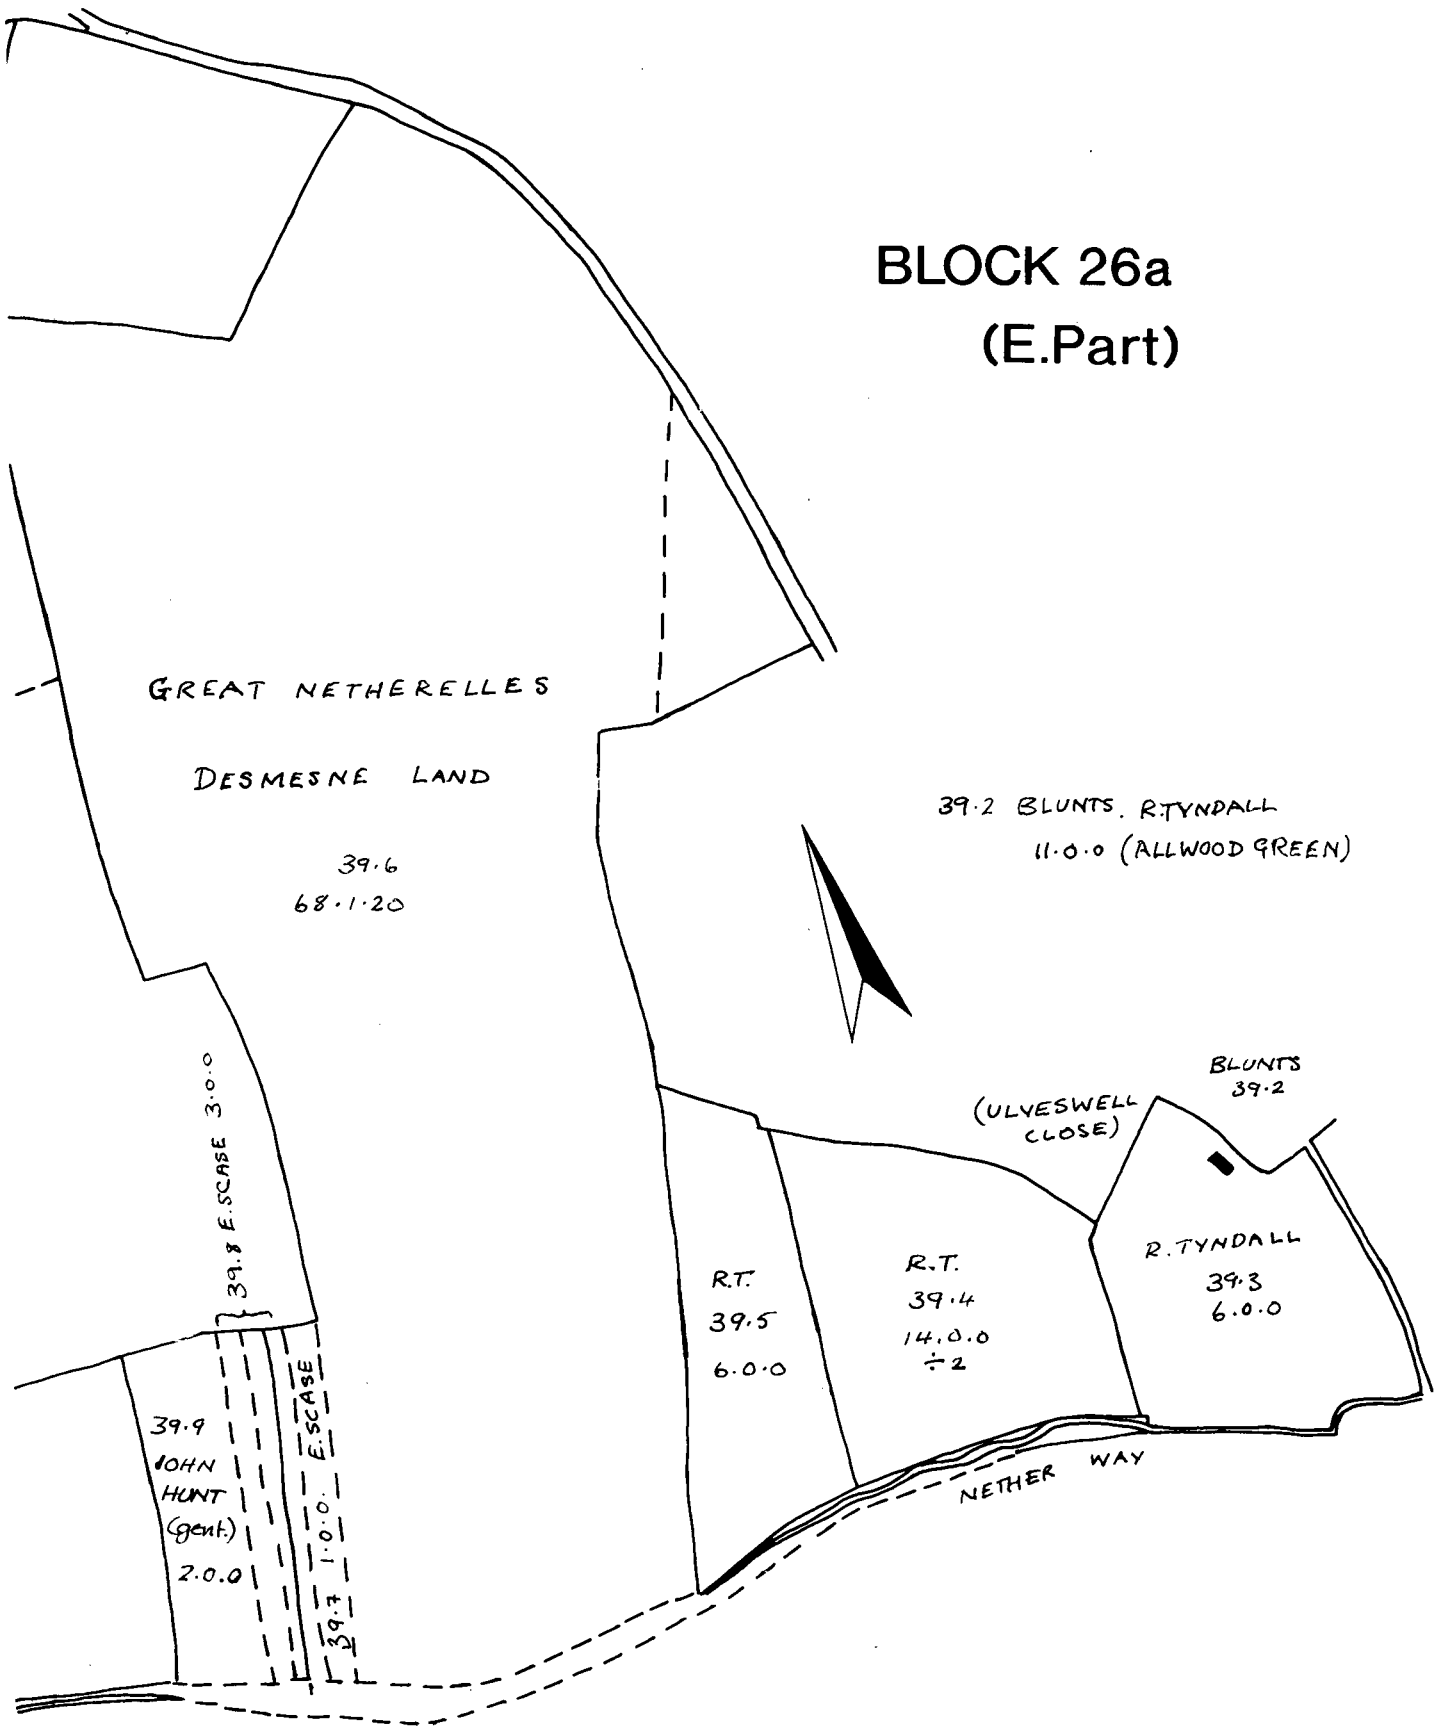 BLOCK 26a
(E.Part)
GREAT NETHERELLES
DESMESNE LAND
39.6
68.1.20
39.2 BLUNTS. R.TYNDALL
11.0.0 (ALLWOOD GREEN)
BLUNTS
39.2
(ULVESWELL
CLOSE)
R.TYNDALL
39.3
6.0.0
R.T.
39.4
14.0.0
÷2
R.T.
39.5
6.0.0
39.8 E.SCASE 3.0.0
39.7 1.0.0. E.SCASE
39.9
JOHN
HUNT
(gent.)
2.0.0
NETHER WAY